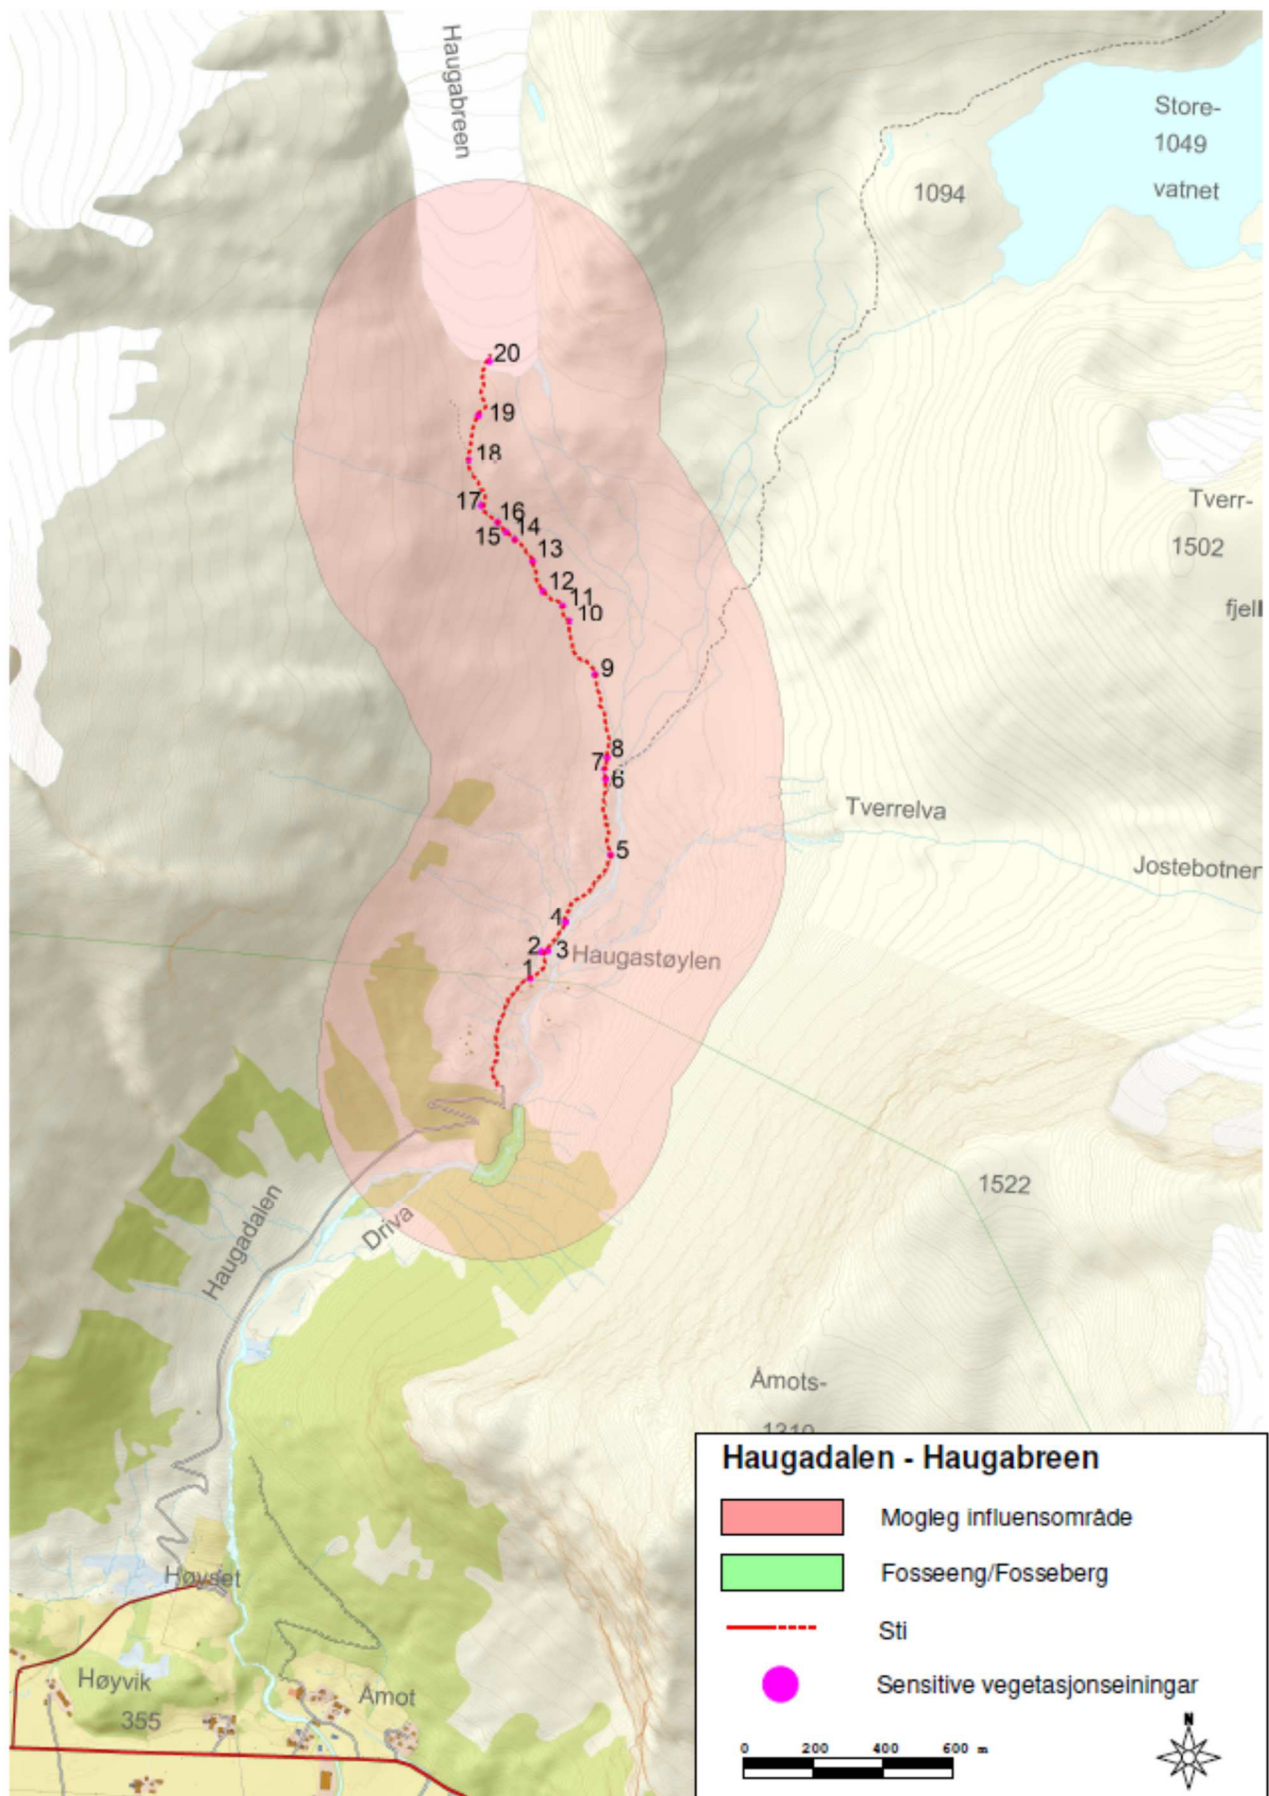 Haugabreen
Store-
1049
vatnet
1094
20
19
18
17
16
15
14
13
12
11
10
9
8
7
6
5
4
3
2
1
Tverr-
1502
fjell
Tverrelva
Jostebotner
Haugastøylen
1522
Haugadalen
Driva
Åmots-
1310
Høyset
Høyvik
355
Åmot
Haugadalen - Haugabreen
Mogleg influensområde
Fosseeng/Fosseberg
Sti
Sensitive vegetasjonseiningar
0 200 400 600 m
N